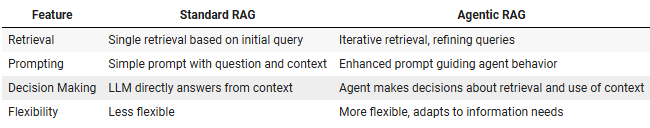 Feature Standard RAG Agentic RAG
Retrieval Single retrieval based on initial query Iterative retrieval, refining queries
Prompting Simple prompt with question and context Enhanced prompt guiding agent behavior
Decision Making LLM directly answers from context Agent makes decisions about retrieval and use of context
Flexibility Less flexible More flexible, adapts to information needs